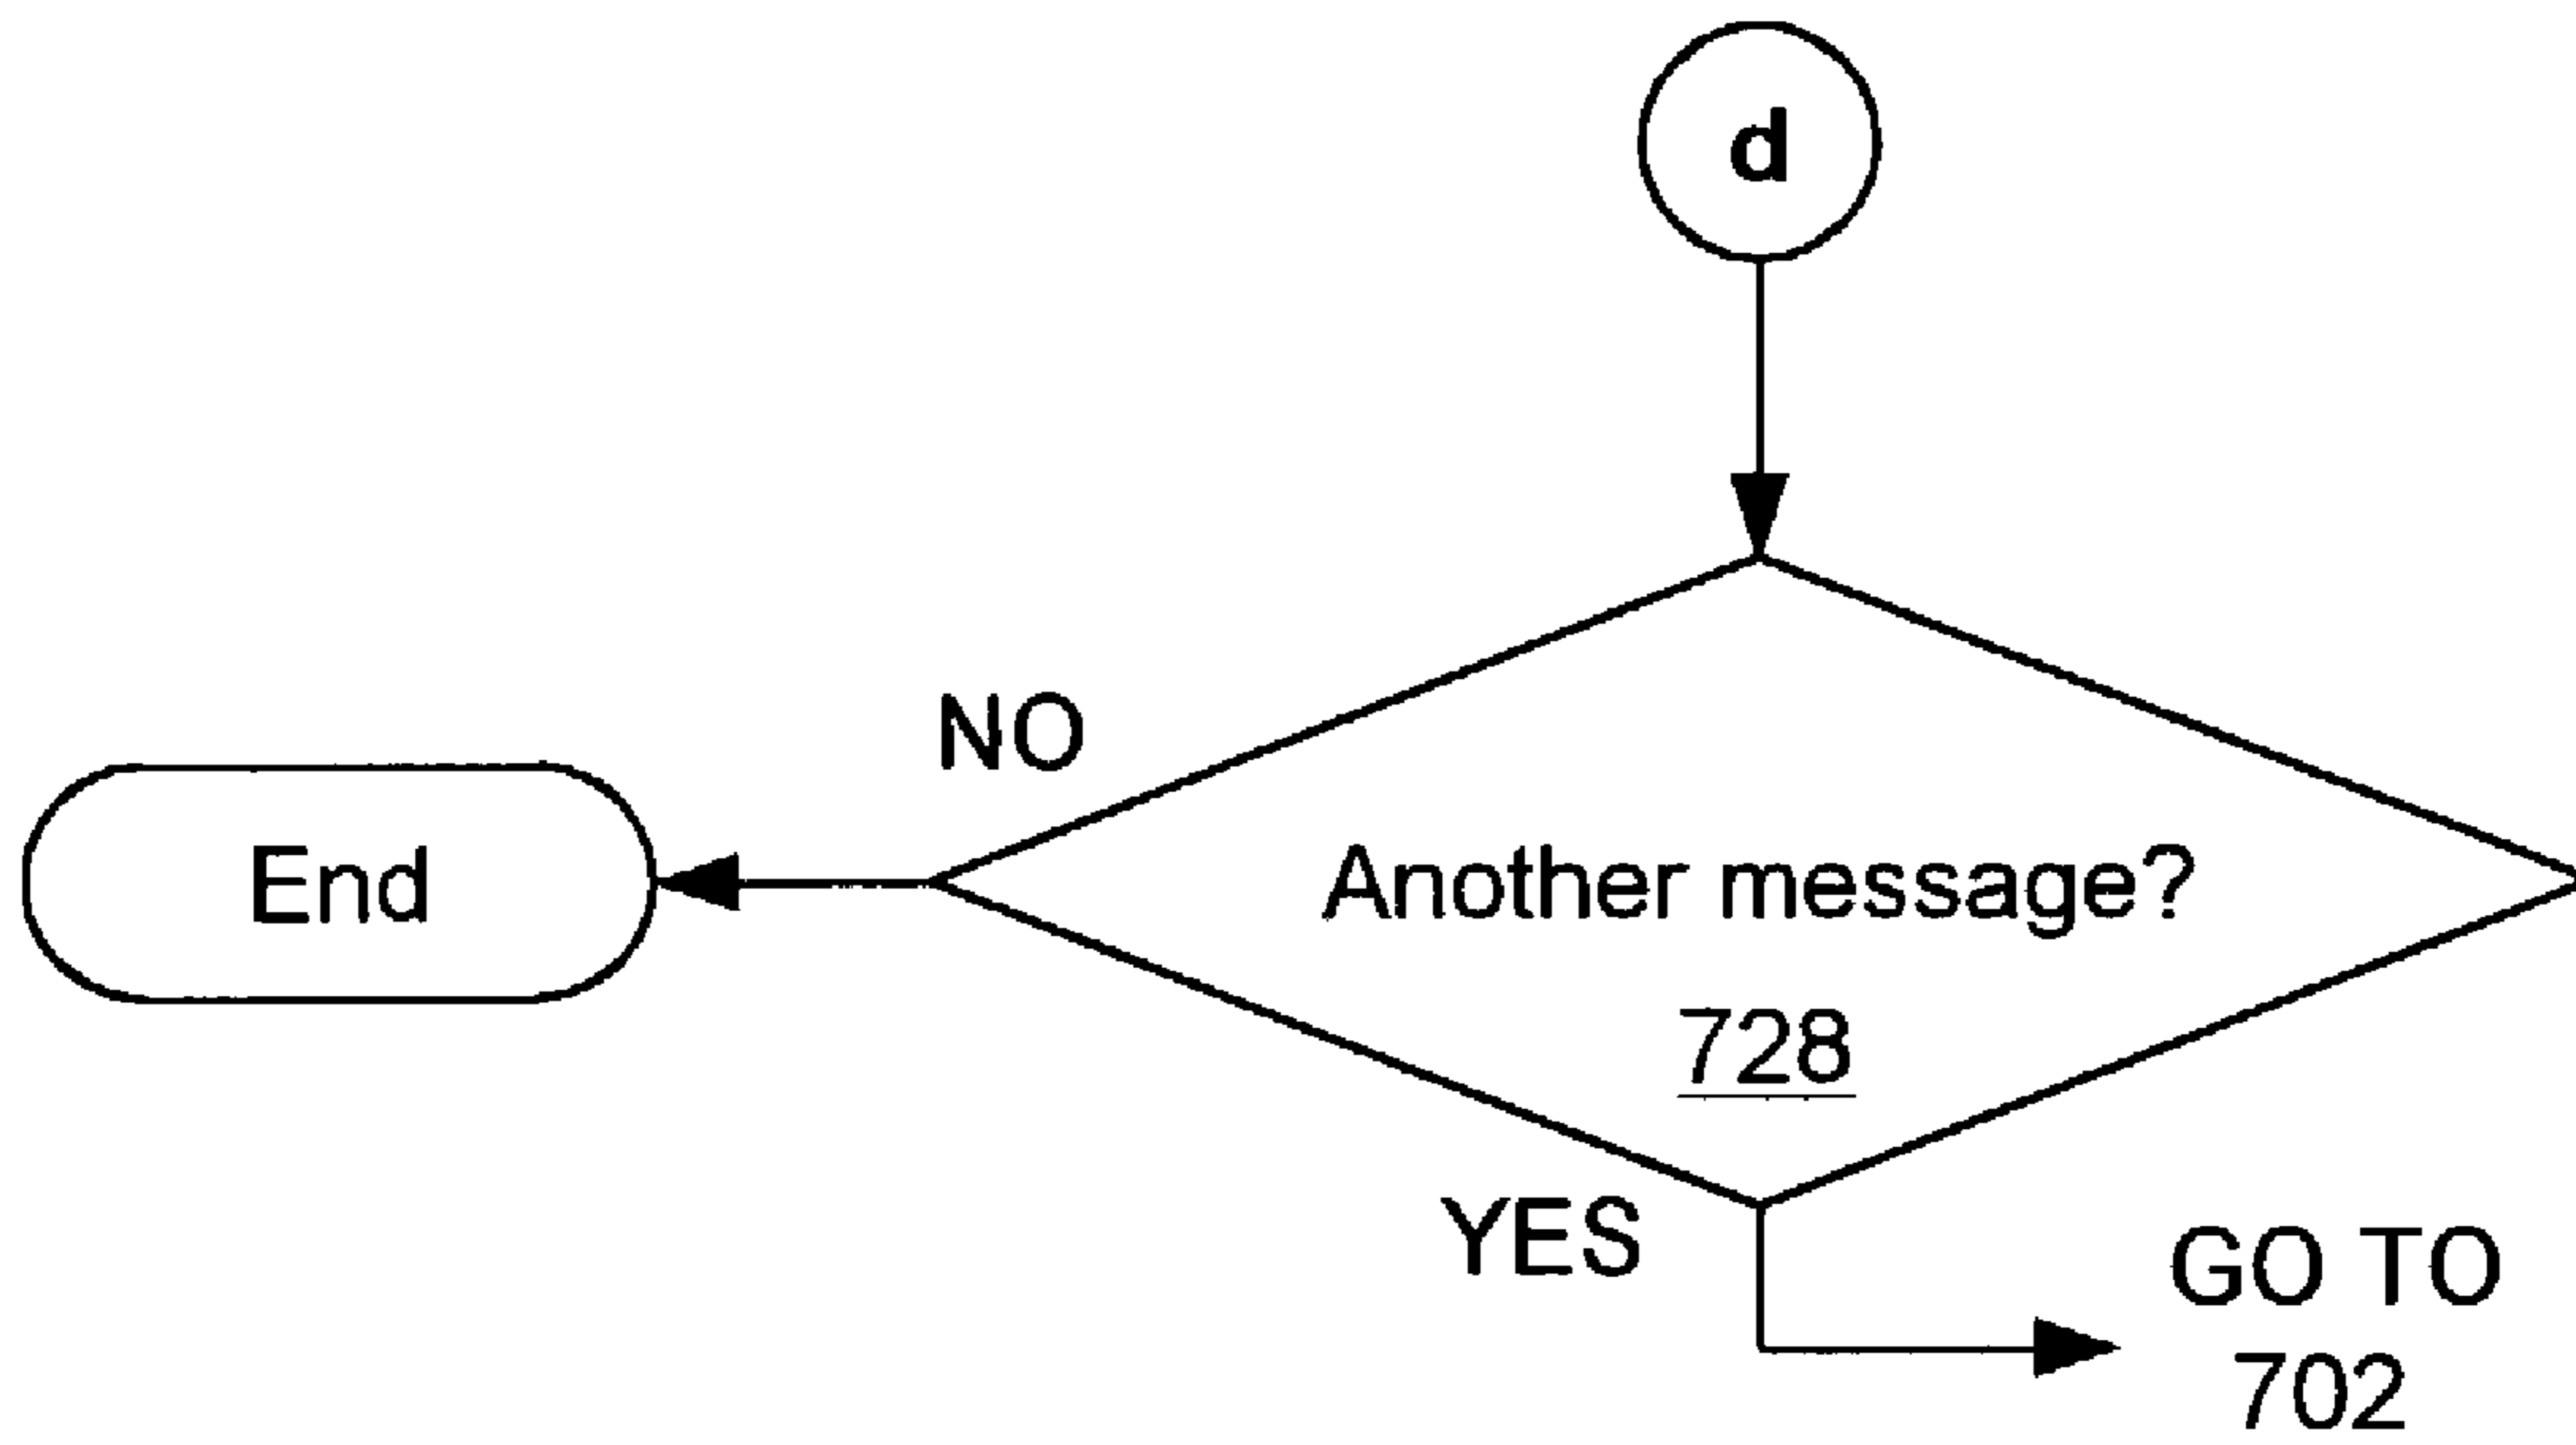 d
NO
End
Another message?
728
YES
GO TO
702